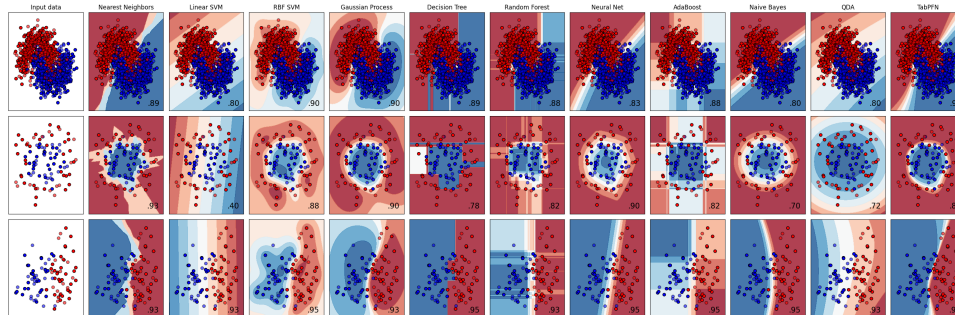 Input data Nearest Neighbors Linear SVM RBF SVM Gaussian Process Decision Tree Random Forest Neural Net AdaBoost Naive Bayes QDA TabPFN
.89 .80 .90 .90 .89 .88 .83 .88 .80 .80
.93 .40 .88 .90 .78 .82 .90 .82 .70 .72 .8
.93 .93 .95 .93 .95 .93 .95 .95 .95 .93